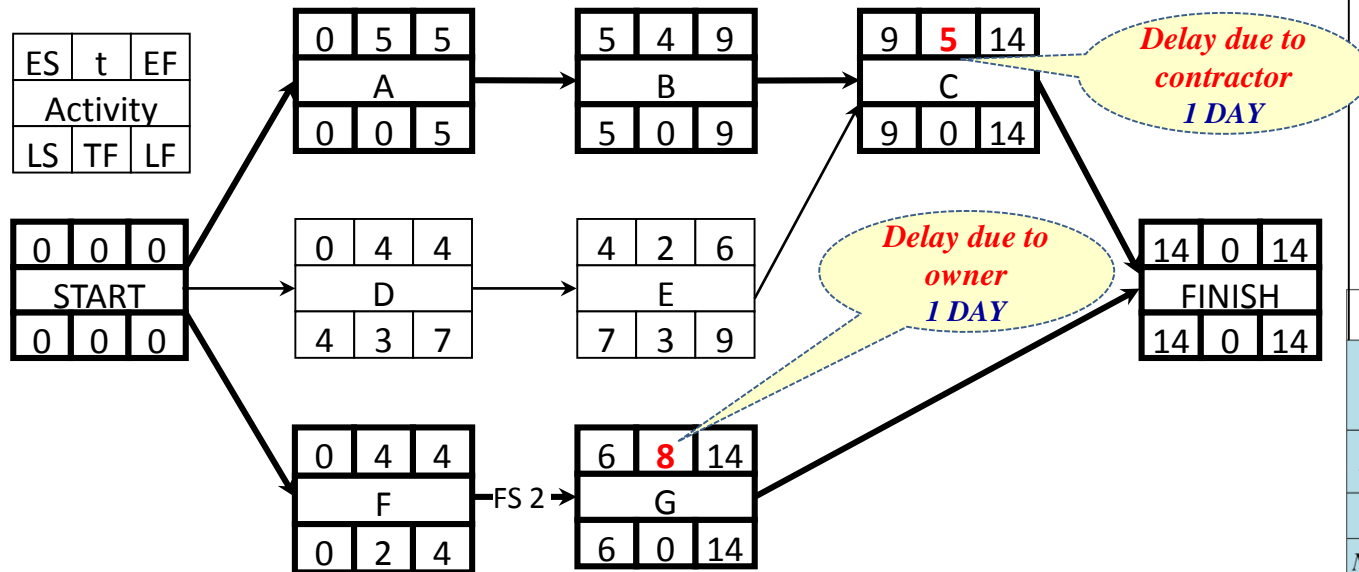 ES t EF
Activity
LS TF LF
0 5 5
A
0 0 5
5 4 9
B
5 0 9
9 5 14
C
9 0 14
Delay due to
contractor
1 DAY
0 0 0
START
0 0 0
0 4 4
D
4 3 7
4 2 6
E
7 3 9
Delay due to
owner
1 DAY
14 0 14
FINISH
14 0 14
0 4 4
F
0 2 4
FS 2
6 8 14
G
6 0 14